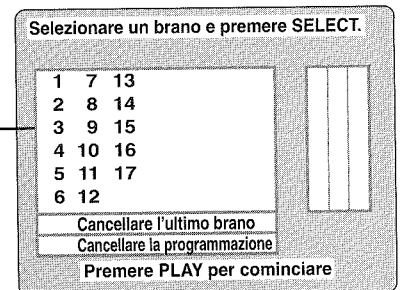 Selezionare un brano e premere SELECT.
1 7 13
2 8 14
3 9 15
4 10 16
5 11 17
6 12
Cancellare l'ultimo brano
Cancellare la programmazione
Premere PLAY per cominciare